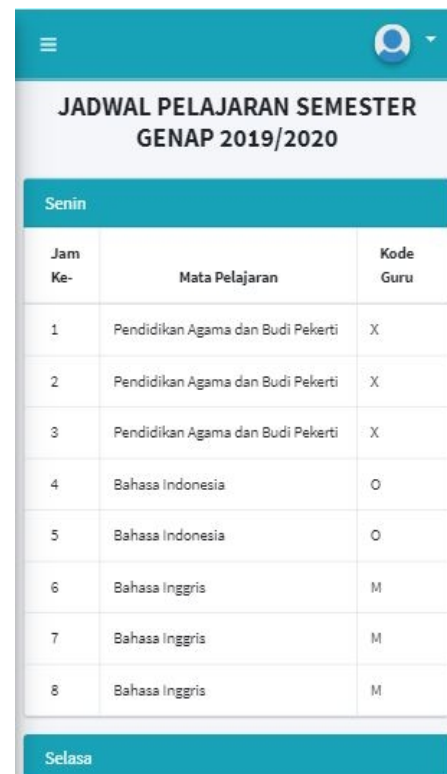 JADWAL PELAJARAN SEMESTER
GENAP 2019/2020
Senin
Jam Ke- Mata Pelajaran Kode Guru
1 Pendidikan Agama dan Budi Pekerti X
2 Pendidikan Agama dan Budi Pekerti X
3 Pendidikan Agama dan Budi Pekerti X
4 Bahasa Indonesia O
5 Bahasa Indonesia O
6 Bahasa Inggris M
7 Bahasa Inggris M
8 Bahasa Inggris M
Selasa